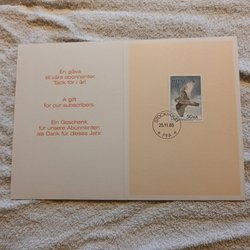 En gåva
till våra abonnenter.
Tack för i år!
A gift
for our subscribers.
Ein Geschenk
für unsere Abonnenten
als Dank für dieses Jahr.
STOCKHOLM